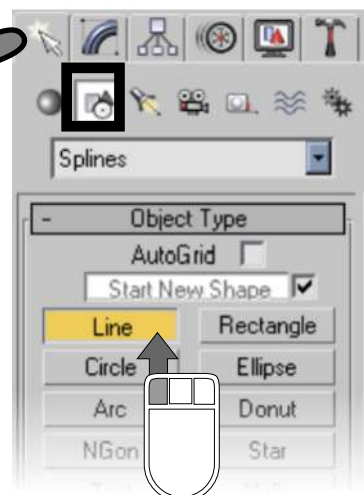 Splines
- Object Type
AutoGrid
Start New Shape
Line Rectangle
Circle Ellipse
Arc Donut
NGon Star